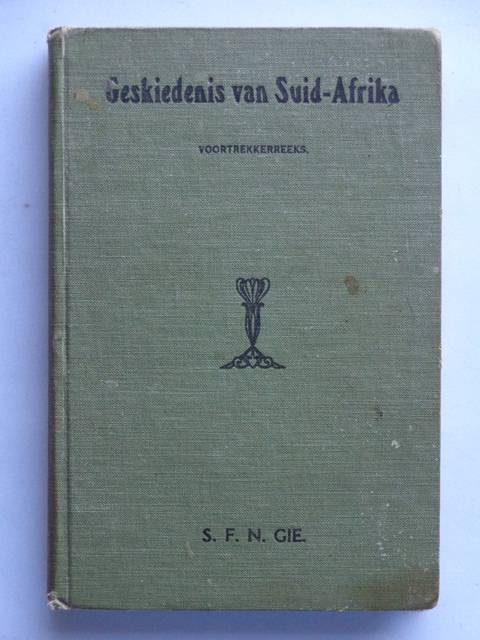 Geskiedenis van Suid-Afrika
VOORTREKKERREEKS.
S. F. N. GIE.